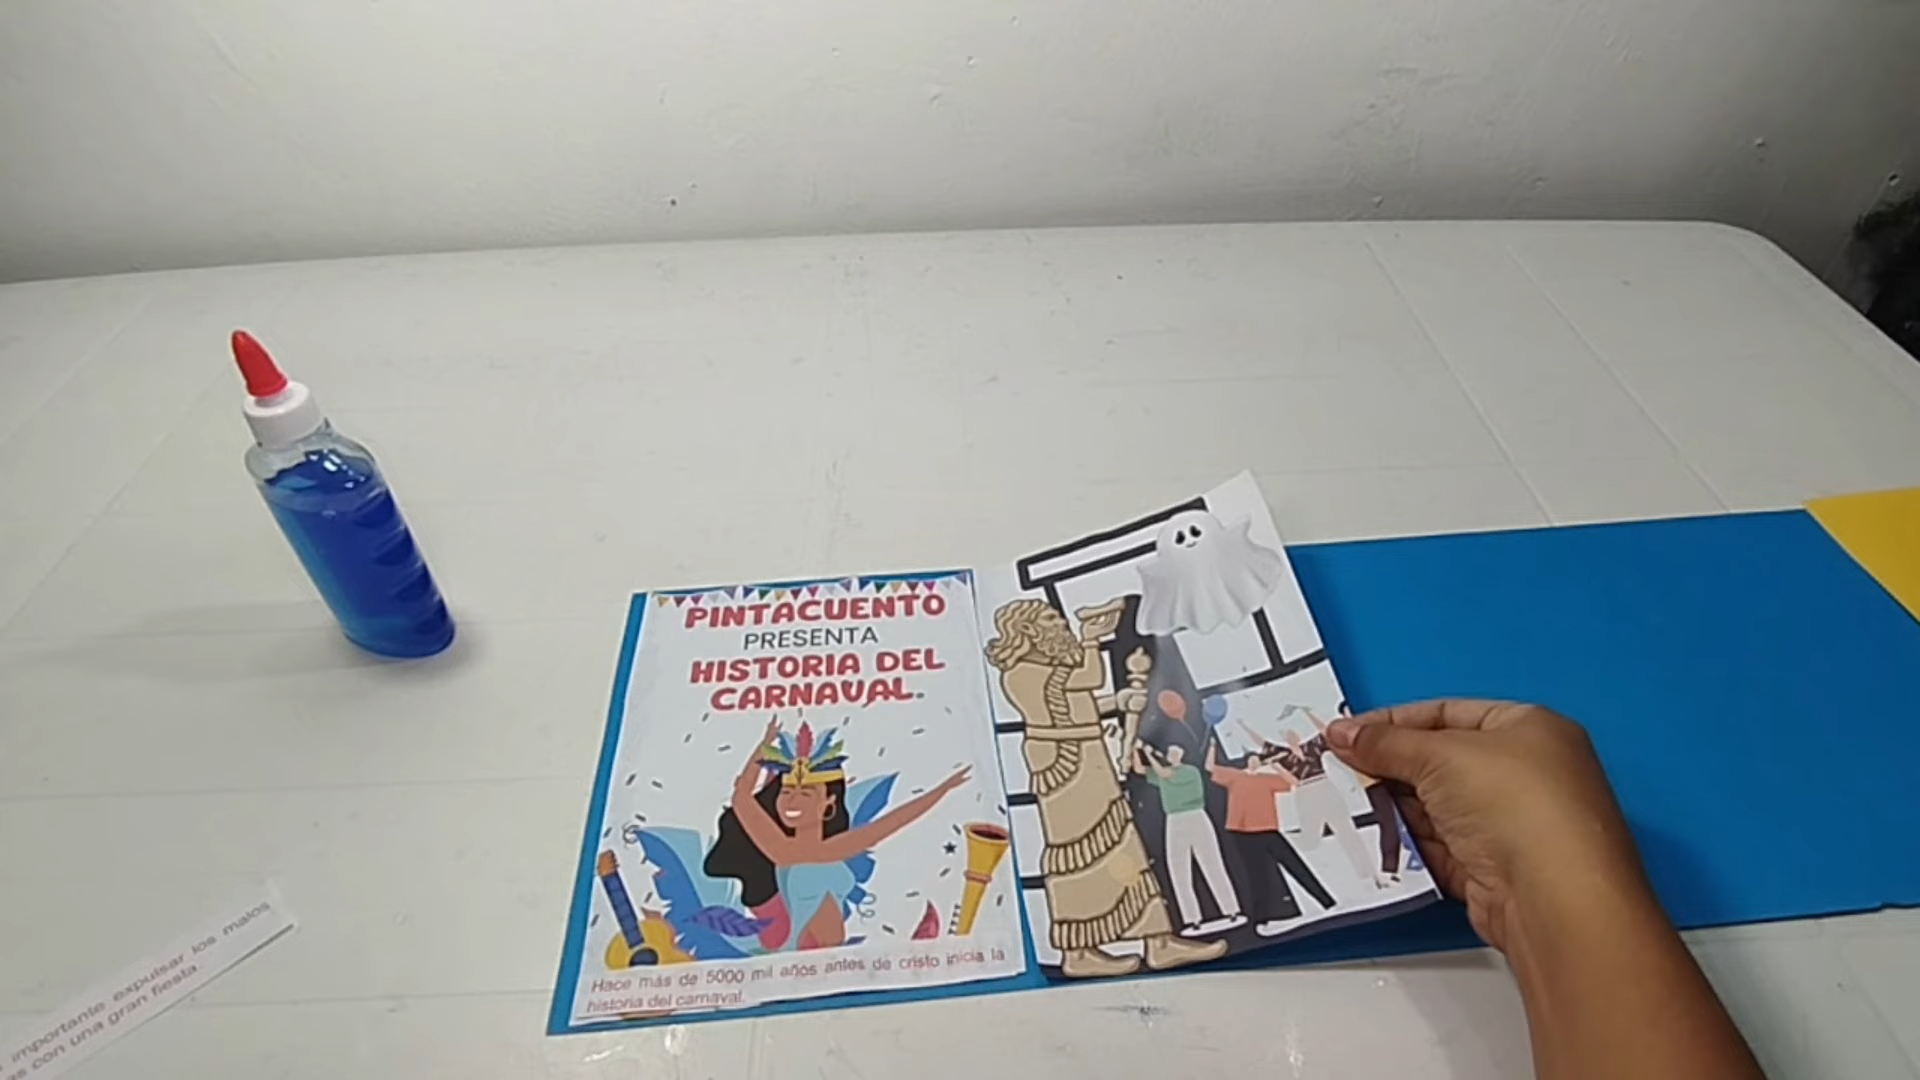 PINTACUENTO
PRESENTA
HISTORIA DEL
CARNAVAL.
Hace más de 5000 mil años antes de cristo inicia la
historia del carnaval.
importante expulsar los malos
as con una gran fiesta